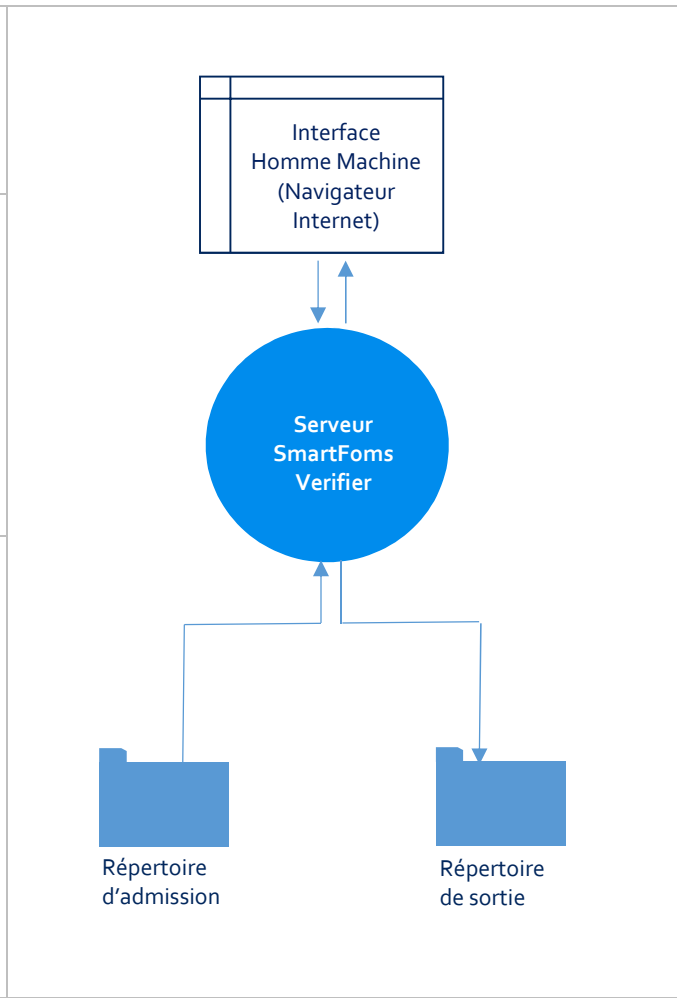 Interface
Homme Machine
(Navigateur
Internet)
Serveur
SmartFoms
Verifier
Répertoire
d’admission
Répertoire
de sortie